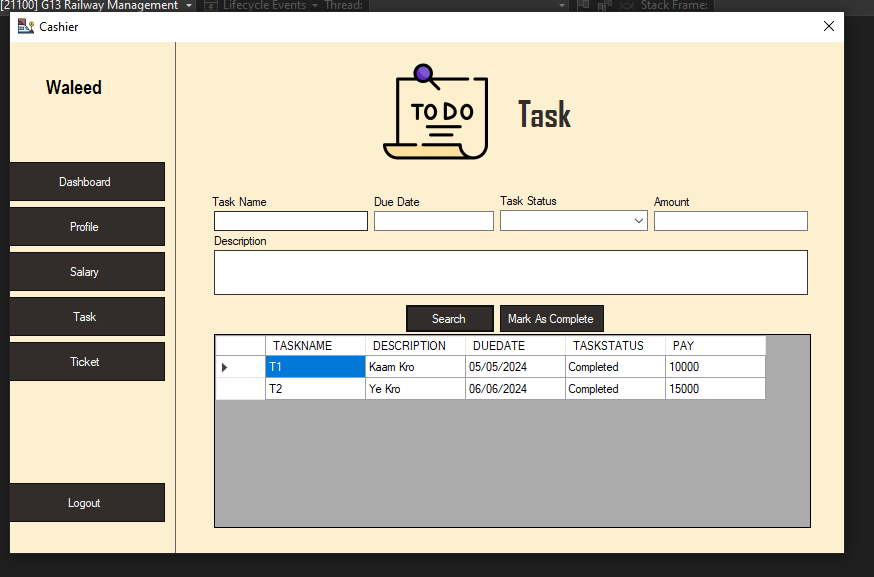 [21100] G13 Railway Management Lifecycle Events Thread: Stack Frame:
Cashier
Waleed
TO DO
Task
Dashboard
Profile
Salary
Task
Ticket
Logout
Task Name Due Date Task Status Amount
Description
Search Mark As Complete
TASKNAME DESCRIPTION DUEDATE TASKSTATUS PAY
T1 Kaam Kro 05/05/2024 Completed 10000
T2 Ye Kro 06/06/2024 Completed 15000